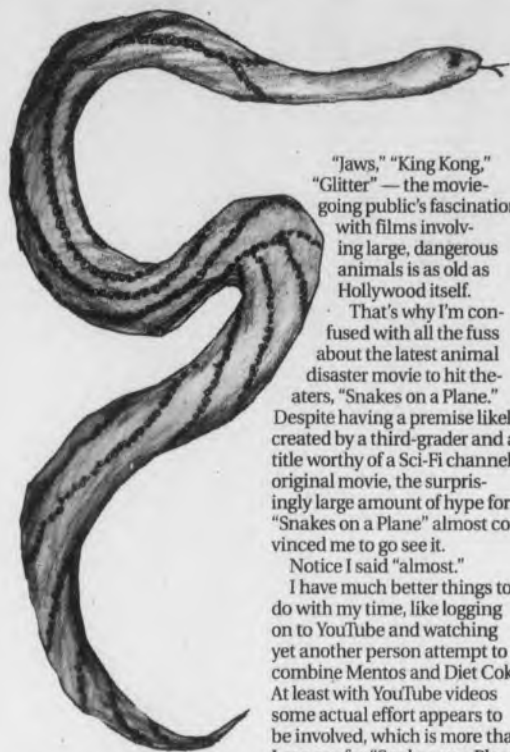 "Jaws," "King Kong,"
"Glitter" — the movie-
going public's fascination
with films involv-
ing large, dangerous
animals is as old as
Hollywood itself.
That's why I'm con-
fused with all the fuss
about the latest animal
disaster movie to hit the-
aters, "Snakes on a Plane."
Despite having a premise likely
created by a third-grader and a
title worthy of a Sci-Fi channel
original movie, the surpris-
ingly large amount of hype for
"Snakes on a Plane" almost co
vinced me to go see it.
Notice I said "almost."
I have much better things to
do with my time, like logging
on to YouTube and watching
yet another person attempt to
combine Mentos and Diet Cok
At least with YouTube videos
some actual effort appears to
be involved, which is more tha